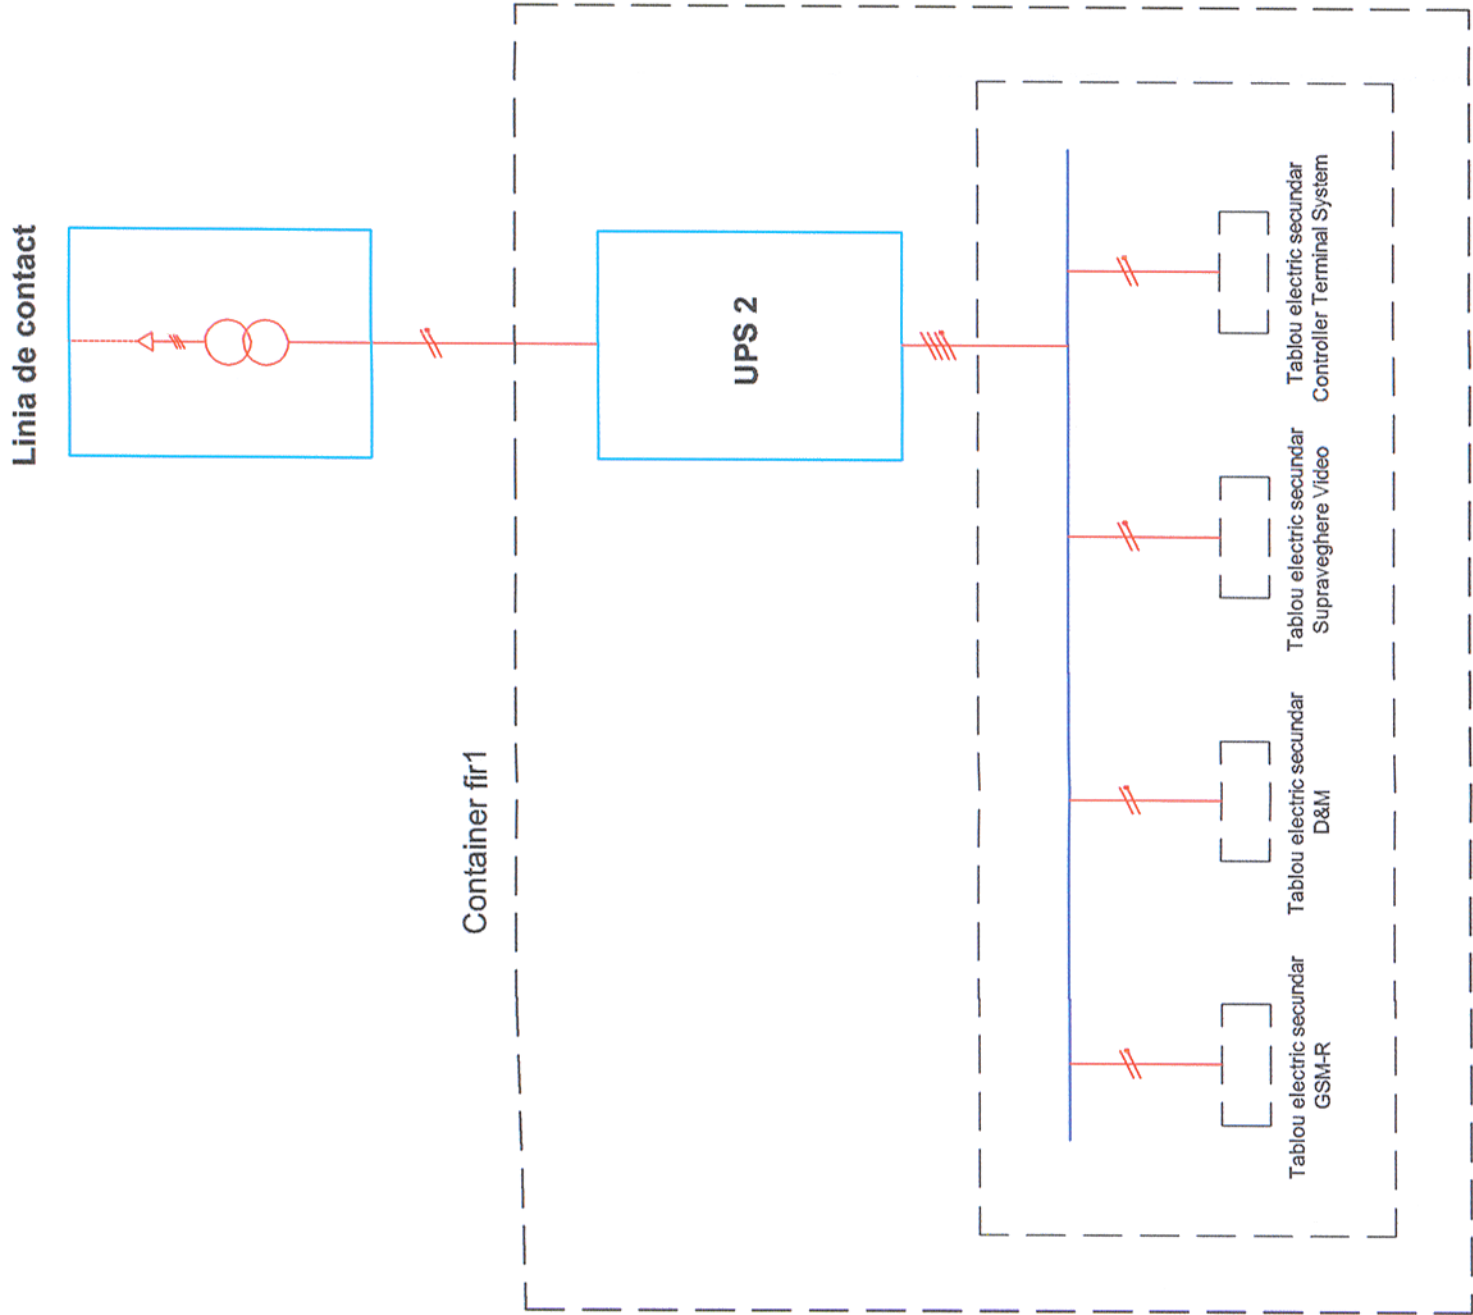 Linia de contact
Container fir1
UPS 2
Tablou electric secundar
GSM-R
Tablou electric secundar
D&M
Tablou electric secundar
Supraveghere Video
Tablou electric secundar
Controller Terminal System